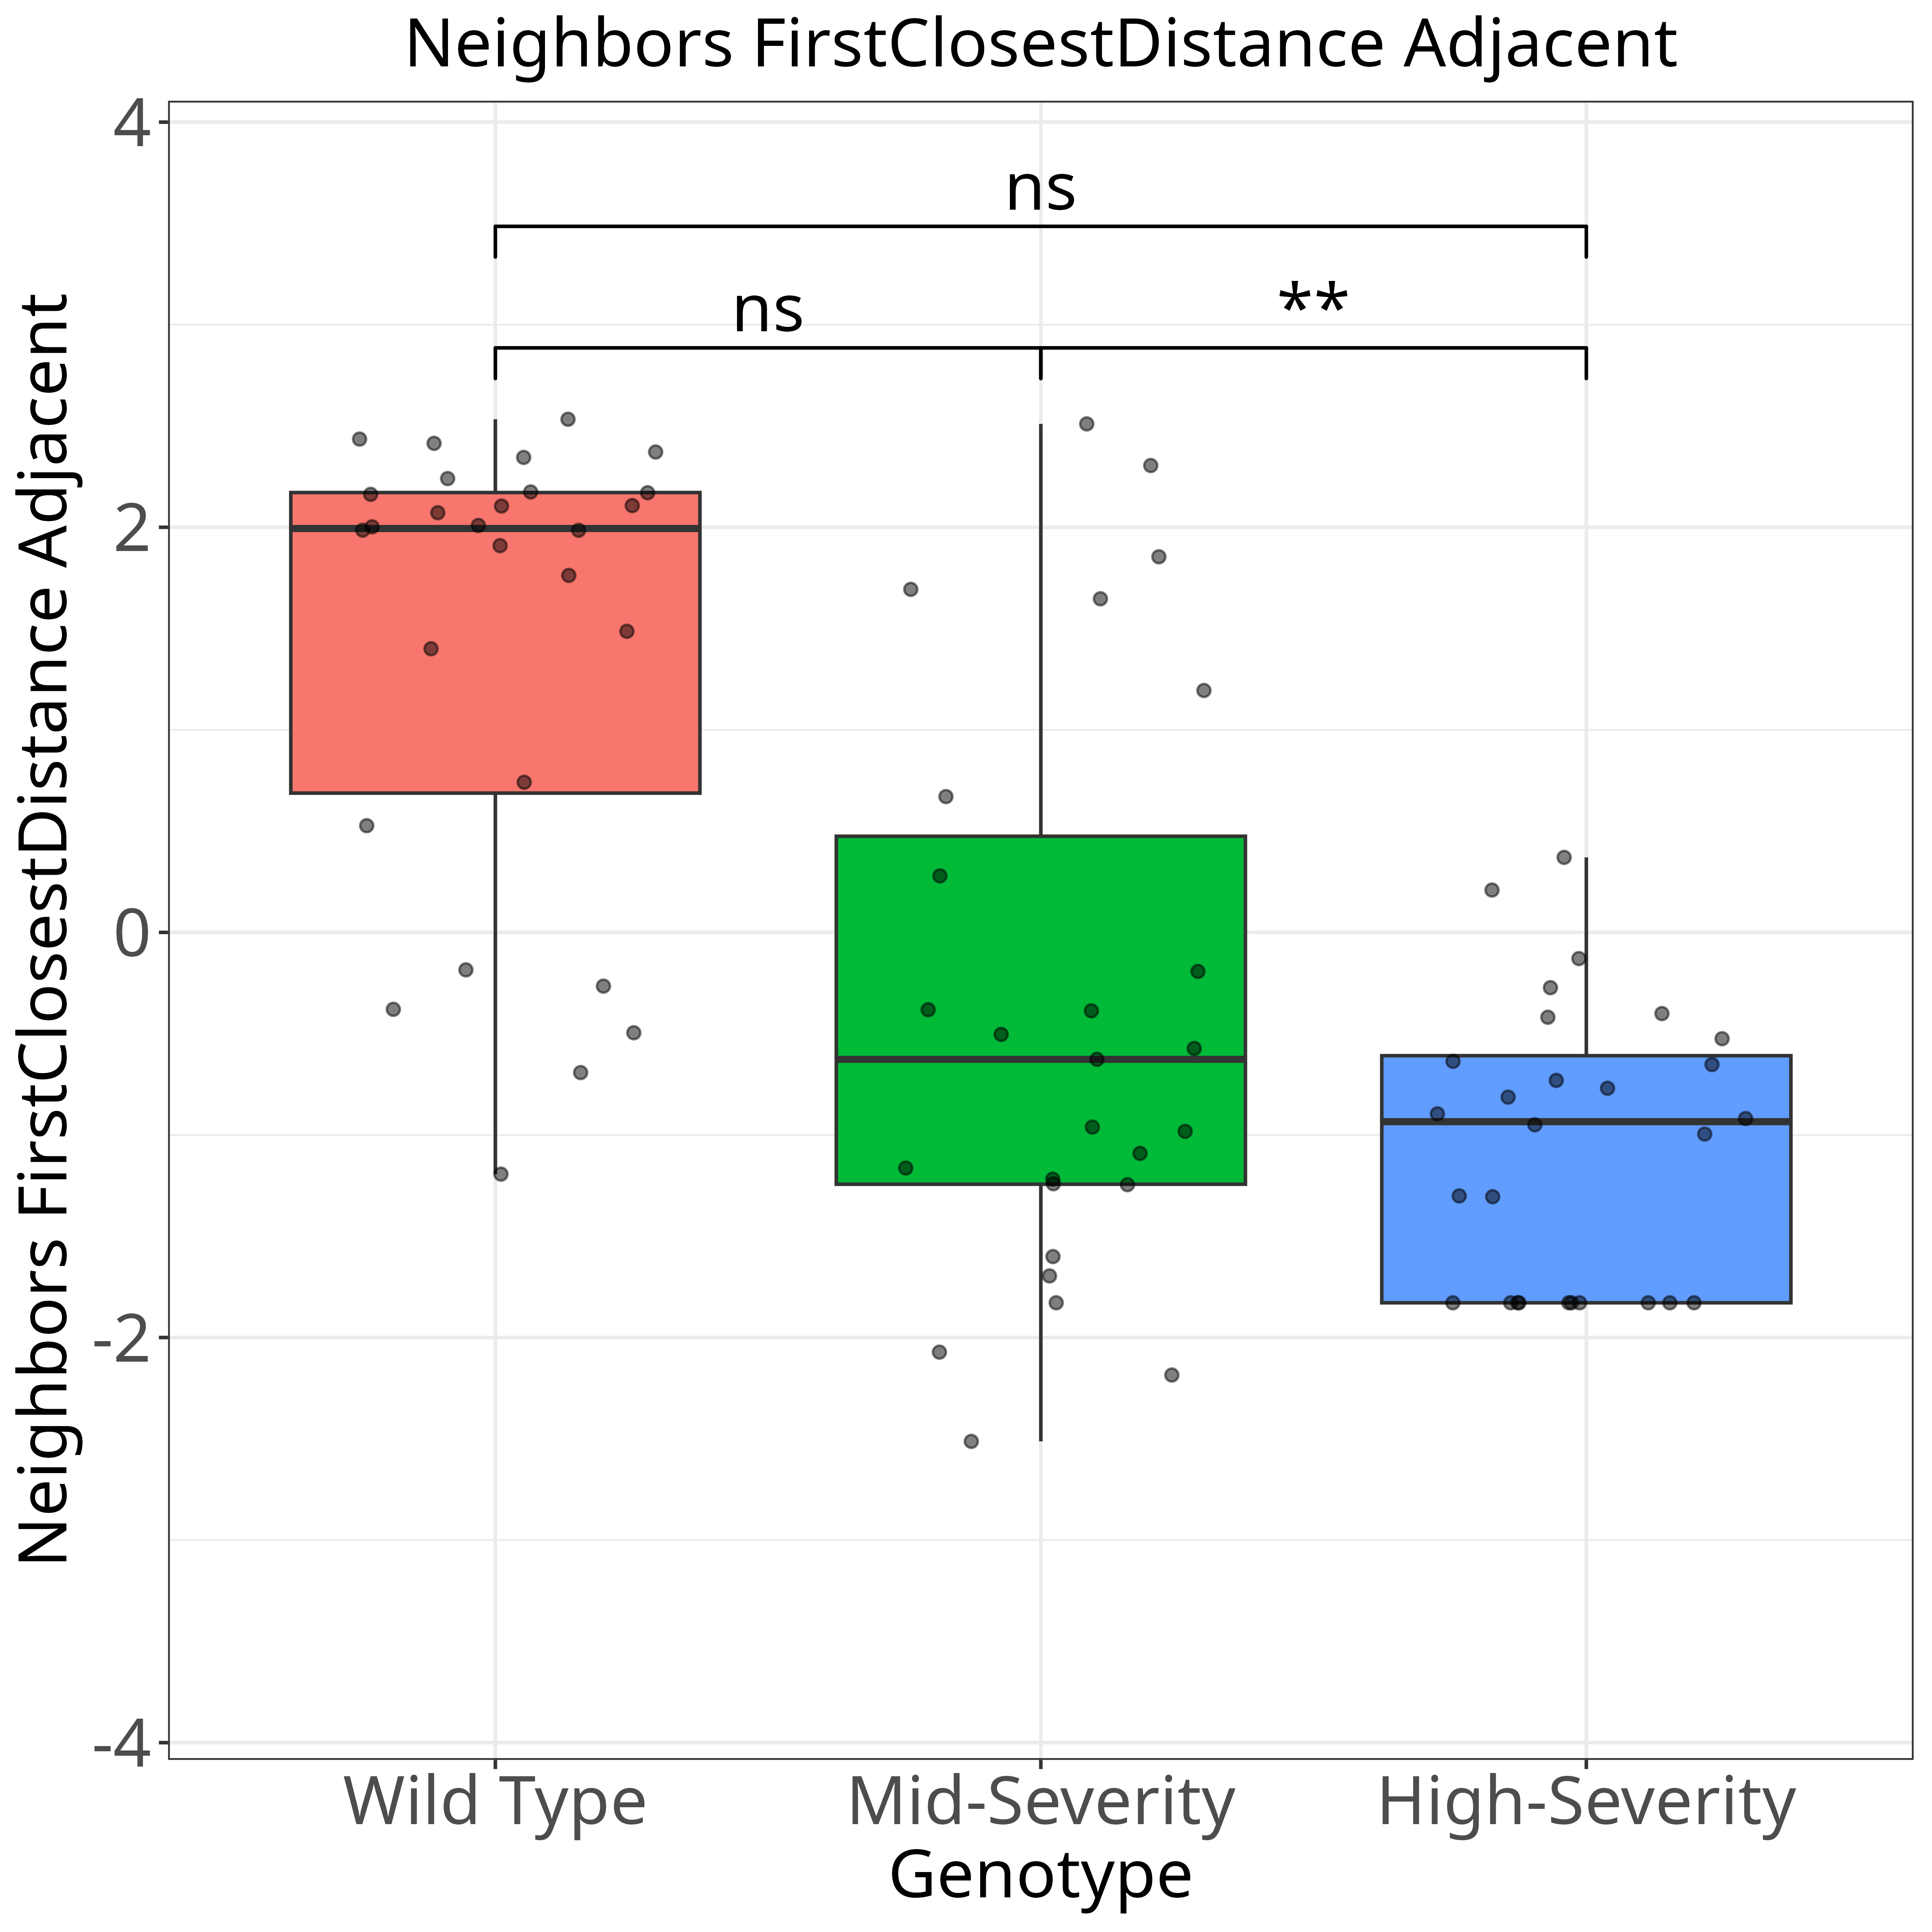 Neighbors FirstClosestDistance Adjacent
Neighbors FirstClosestDistance Adjacent
4
2
0
-2
-4
ns
ns
**
Wild Type
Mid-Severity
High-Severity
Genotype